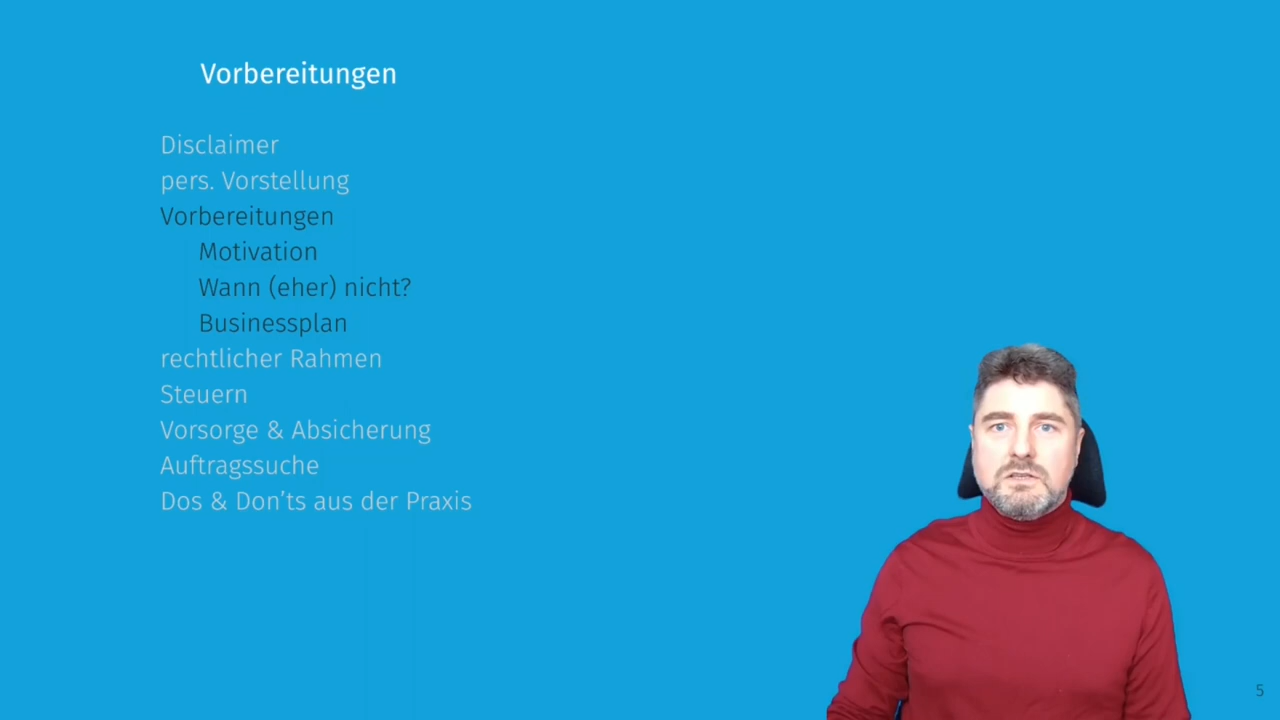 Vorbereitungen
Disclaimer
pers. Vorstellung
Vorbereitungen
Motivation
Wann (eher) nicht?
Businessplan
rechtlicher Rahmen
Steuern
Vorsorge & Absicherung
Auftragssuche
Dos & Don’ts aus der Praxis
5